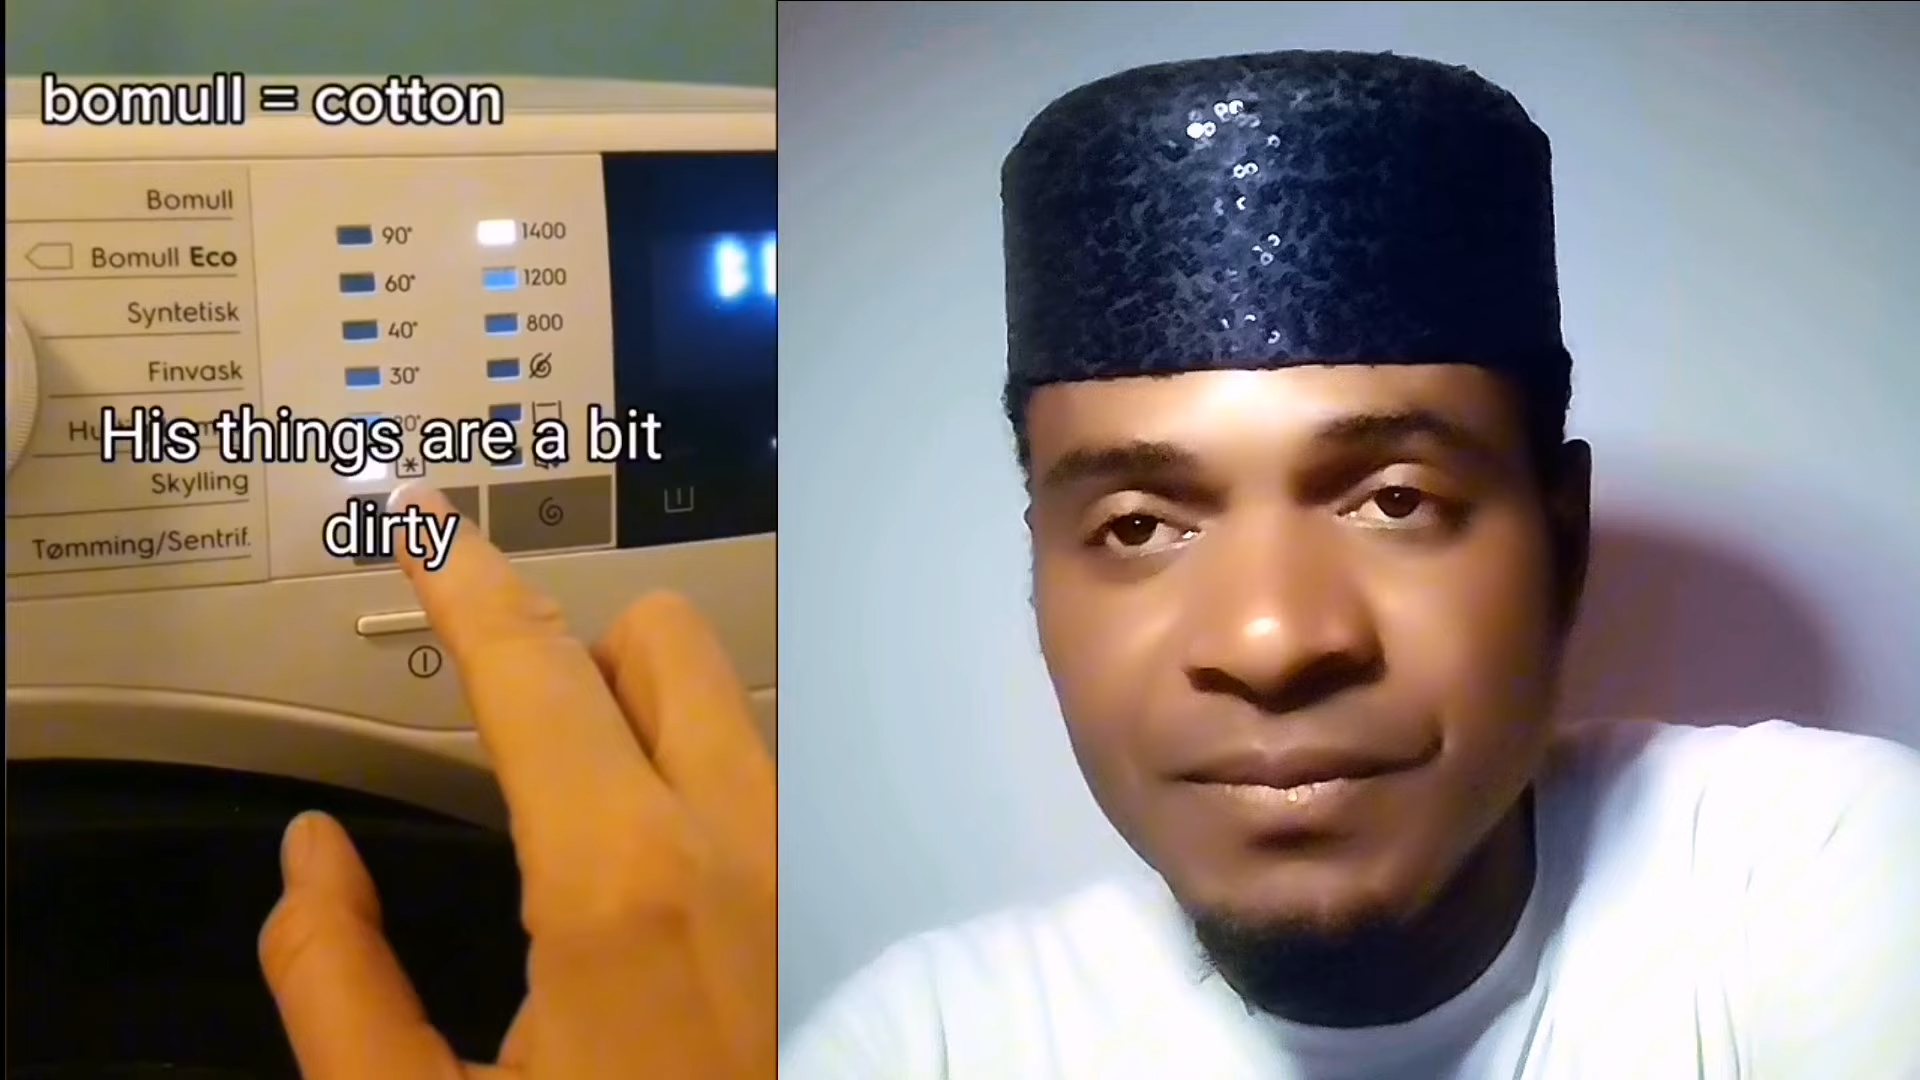 bomull = cotton
Bomull
Bomull Eco
Syntetisk
Finvask
Skylling
Tømming/Sentrif.
90°
60°
40°
30°
1400
1200
800
His things are a bit
dirty